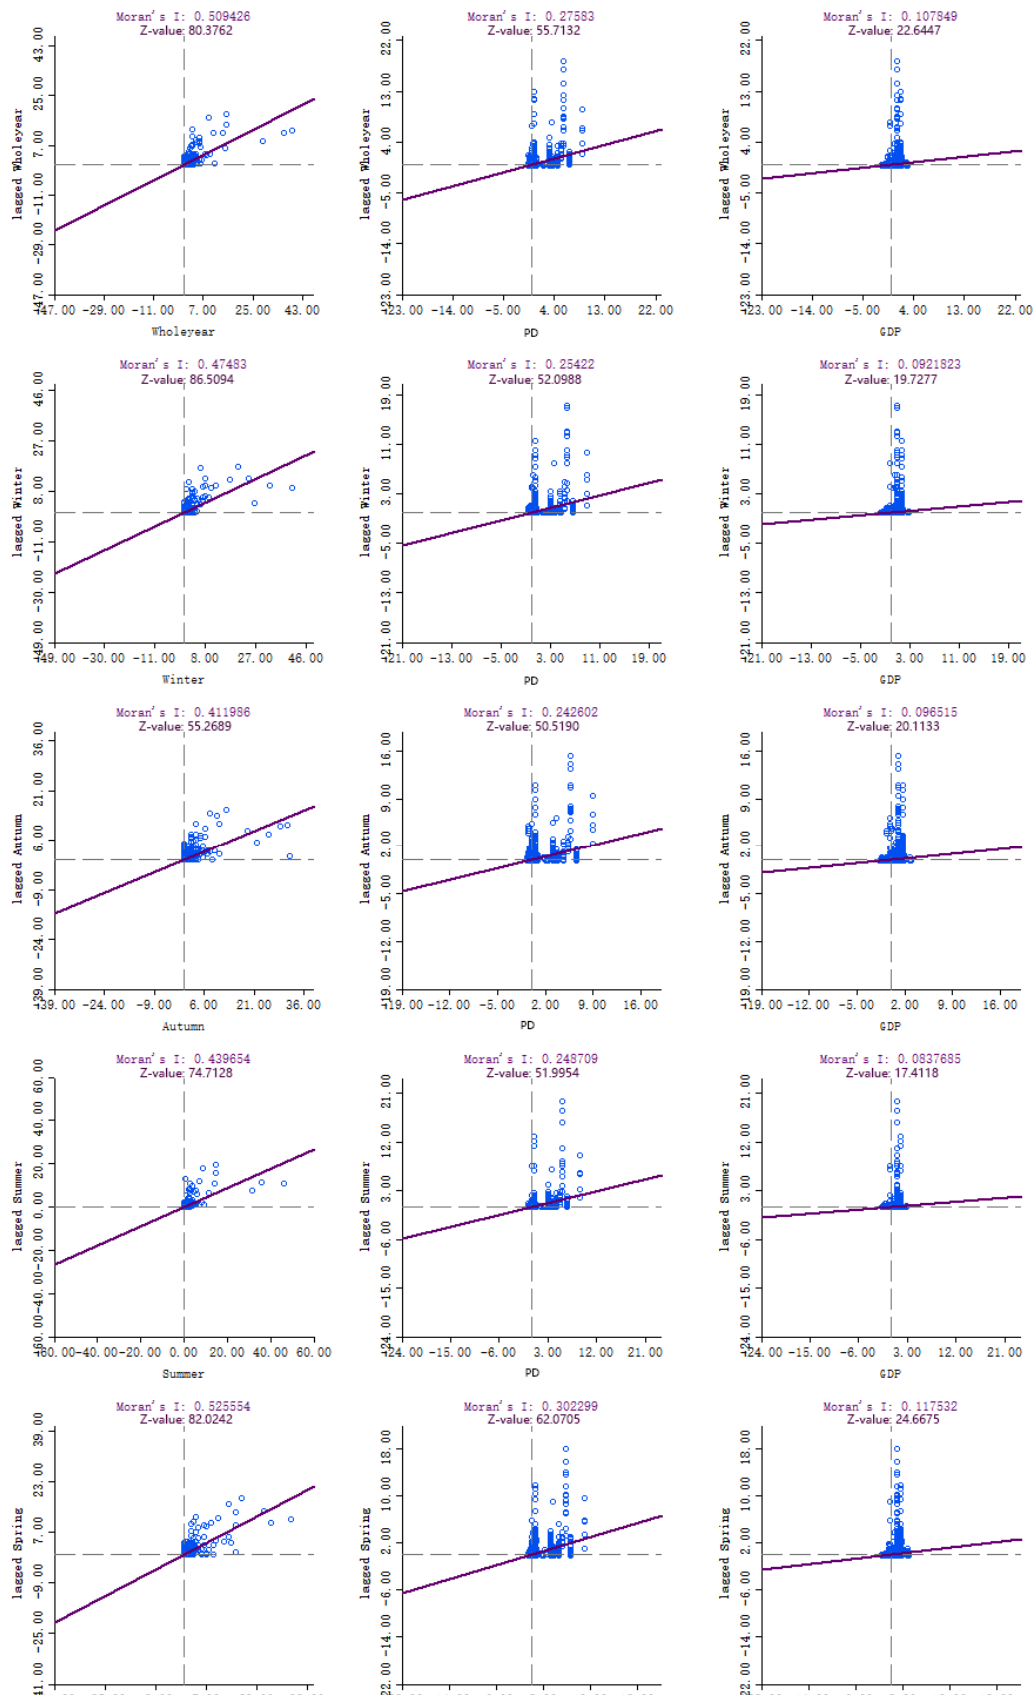 Moran's I: 0.509426
Z-value: 80.3762
lagged Wholeyear
43.00
25.00
7.00
-11.00
-29.00
-47.00
-47.00 -29.00 -11.00 7.00 25.00 43.00
Wholeyear
Moran's I: 0.27583
Z-value: 55.7132
lagged Wholeyear
22.00
13.00
4.00
-5.00
-14.00
-23.00
-23.00 -14.00 -5.00 4.00 13.00 22.00
PD
Moran's I: 0.107849
Z-value: 22.6447
lagged Wholeyear
22.00
13.00
4.00
-5.00
-14.00
-23.00
-23.00 -14.00 -5.00 4.00 13.00 22.00
GDP
Moran's I: 0.47483
Z-value: 86.5094
lagged Winter
46.00
27.00
8.00
-11.00
-30.00
-49.00
-49.00 -30.00 -11.00 8.00 27.00 46.00
Winter
Moran's I: 0.25422
Z-value: 52.0988
lagged Winter
19.00
11.00
3.00
-5.00
-13.00
-21.00
-21.00 -13.00 -5.00 3.00 11.00 19.00
PD
Moran's I: 0.0921823
Z-value: 19.7277
lagged Winter
19.00
11.00
3.00
-5.00
-13.00
-21.00
-21.00 -13.00 -5.00 3.00 11.00 19.00
GDP
Moran's I: 0.411986
Z-value: 55.2689
lagged Autumn
36.00
21.00
6.00
-9.00
-24.00
-39.00
-39.00 -24.00 -9.00 6.00 21.00 36.00
Autumn
Moran's I: 0.242602
Z-value: 50.5190
lagged Autumn
16.00
9.00
2.00
-5.00
-12.00
-19.00
-19.00 -12.00 -5.00 2.00 9.00 16.00
PD
Moran's I: 0.096515
Z-value: 20.1133
lagged Autumn
16.00
9.00
2.00
-5.00
-12.00
-19.00
-19.00 -12.00 -5.00 2.00 9.00 16.00
GDP
Moran's I: 0.439654
Z-value: 74.7128
lagged Summer
60.00
40.00
20.00
0.00
-20.00
-40.00
-60.00
-60.00 -40.00 -20.00 0.00 20.00 40.00 60.00
Summer
Moran's I: 0.248709
Z-value: 51.9954
lagged Summer
21.00
12.00
3.00
-6.00
-15.00
-24.00
-24.00 -15.00 -6.00 3.00 12.00 21.00
PD
Moran's I: 0.0837685
Z-value: 17.4118
lagged Summer
21.00
12.00
3.00
-6.00
-15.00
-24.00
-24.00 -15.00 -6.00 3.00 12.00 21.00
GDP
Moran's I: 0.525554
Z-value: 82.0242
lagged Spring
39.00
23.00
7.00
-9.00
-25.00
-41.00
Moran's I: 0.302299
Z-value: 62.0705
lagged Spring
18.00
10.00
2.00
-6.00
-14.00
-22.00
Moran's I: 0.117532
Z-value: 24.6675
lagged Spring
18.00
10.00
2.00
-6.00
-14.00
-22.00